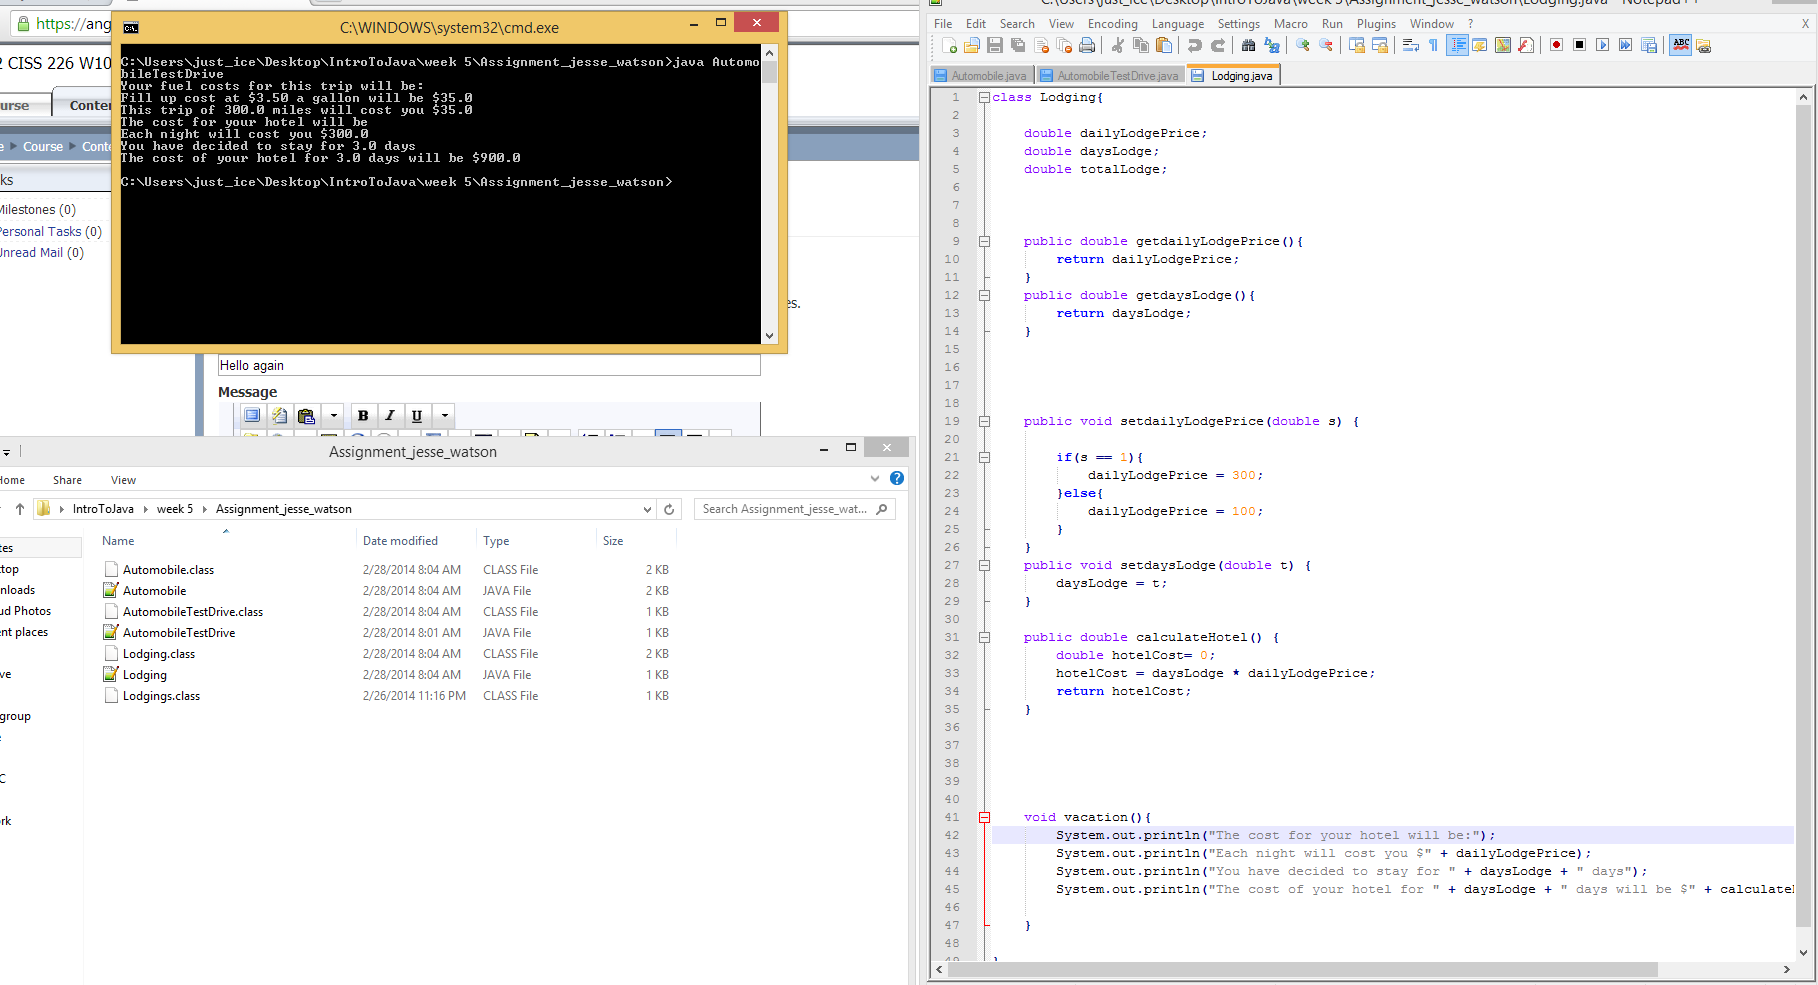 https://ang
2 CISS 226 W10
urse
Conten
e Course Conte
ks
Milestones (0)
Personal Tasks (0)
Unread Mail (0)
es.
Hello again
Message
B I U
C:\WINDOWS\system32\cmd.exe
C:\Users\just_ice\Desktop\IntroToJava\week 5\Assignment_jesse_watson>java Automo
bileTestDrive
Your fuel costs for this trip will be:
Fill up cost at $3.50 a gallon will be $35.0
This trip of 300.0 miles will cost you $35.0
The cost for your hotel will be
Each night will cost you $300.0
You have decided to stay for 3.0 days
The cost of your hotel for 3.0 days will be $900.0
C:\Users\just_ice\Desktop\IntroToJava\week 5\Assignment_jesse_watson>
Assignment_jesse_watson
Home Share View
IntroToJava week 5 Assignment_jesse_watson
Search Assignment_jesse_wat...
Name Date modified Type Size
Automobile.class 2/28/2014 8:04 AM CLASS File 2 KB
Automobile 2/28/2014 8:04 AM JAVA File 2 KB
AutomobileTestDrive.class 2/28/2014 8:04 AM CLASS File 1 KB
AutomobileTestDrive 2/28/2014 8:01 AM JAVA File 1 KB
Lodging.class 2/28/2014 8:04 AM CLASS File 2 KB
Lodging 2/28/2014 8:04 AM JAVA File 1 KB
Lodgings.class 2/26/2014 11:16 PM CLASS File 1 KB
tes
top
nloads
ud Photos
ent places
ve
group
C
rk
C:\Users\just_ice\Desktop\IntroToJava\week 5\Assignment_jesse_watson\Lodging.java - Notepad++
File Edit Search View Encoding Language Settings Macro Run Plugins Window ? X
Automobile.java AutomobileTestDrive.java Lodging.java
1 class Lodging{
2
3 double dailyLodgePrice;
4 double daysLodge;
5 double totalLodge;
6
7
8
9 public double getdailyLodgePrice(){
10 return dailyLodgePrice;
11 }
12 public double getdaysLodge(){
13 return daysLodge;
14 }
15
16
17
18
19 public void setdailyLodgePrice(double s) {
20
21 if(s == 1){
22 dailyLodgePrice = 300;
23 }else{
24 dailyLodgePrice = 100;
25 }
26 }
27 public void setdaysLodge(double t) {
28 daysLodge = t;
29 }
30
31 public double calculateHotel() {
32 double hotelCost= 0;
33 hotelCost = daysLodge * dailyLodgePrice;
34 return hotelCost;
35 }
36
37
38
39
40
41 void vacation(){
42 System.out.println("The cost for your hotel will be:");
43 System.out.println("Each night will cost you $" + dailyLodgePrice);
44 System.out.println("You have decided to stay for " + daysLodge + " days");
45 System.out.println("The cost of your hotel for " + daysLodge + " days will be $" + calculateH
46
47 }
48
49 }